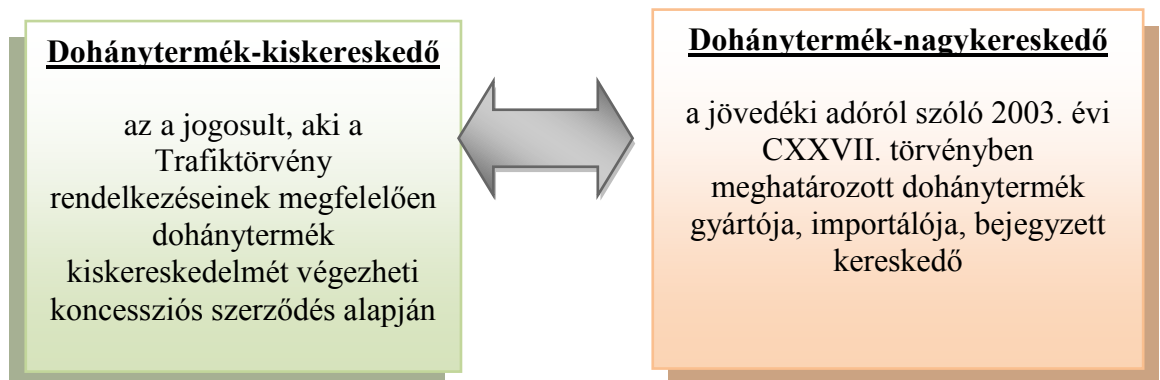 Dohánytermék-kiskereskedő
az a jogosult, aki a
Trafiktörvény
rendelkezéseinek megfelelően
dohánytermék
kiskereskedelmét végezheti
koncessziós szerződés alapján
Dohánytermék-nagykereskedő
a jövedéki adóról szóló 2003. évi
CXXVII. törvényben
meghatározott dohánytermék
gyártója, importálója, bejegyzett
kereskedő